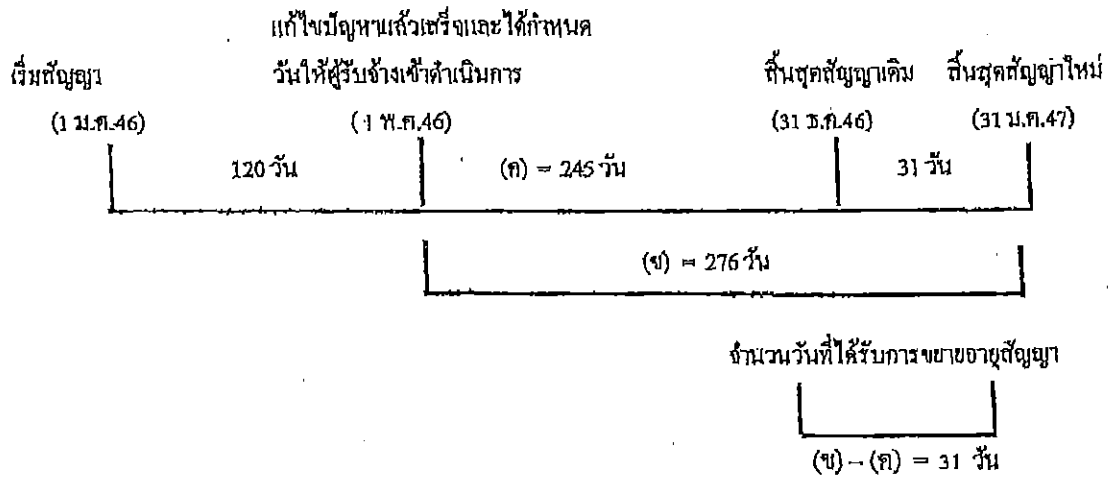 แก้ไขปัญหาแล้วเสร็จและได้กำหนด
เริ่มสัญญา วันให้ผู้รับจ้างเข้าดำเนินการ สิ้นสุดสัญญาเดิม สิ้นสุดสัญญาใหม่
(1 ม.ค.46) (1 พ.ค.46) (31 ธ.ค.46) (31 ม.ค.47)
120 วัน (ค) = 245 วัน 31 วัน
(ข) = 276 วัน
จำนวนวันที่ได้รับการขยายอายุสัญญา
(ข) - (ค) = 31 วัน